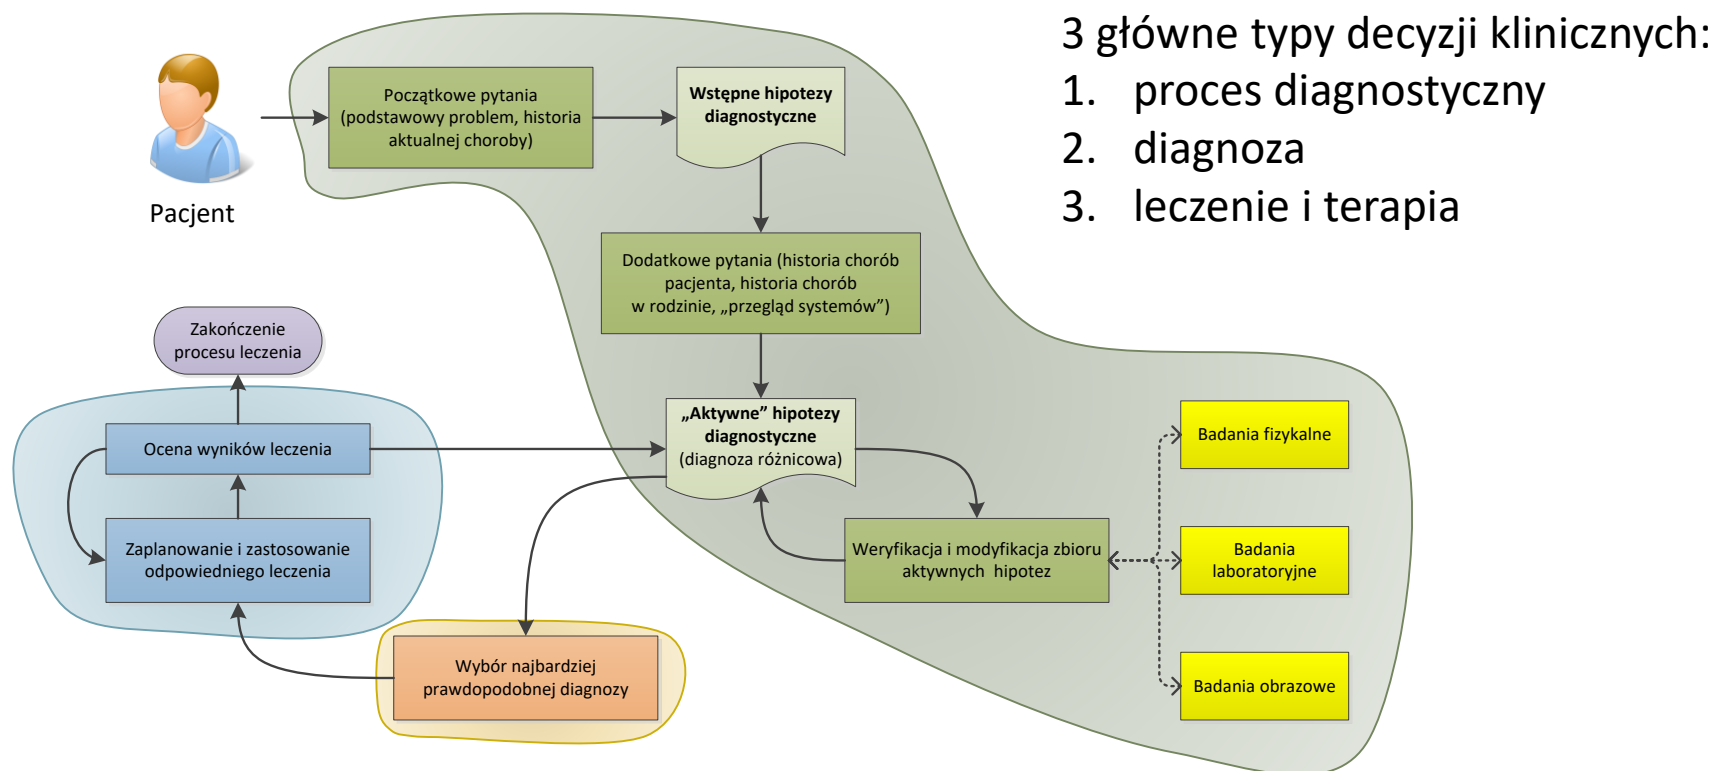 3 główne typy decyzji klinicznych:
1. proces diagnostyczny
2. diagnoza
3. leczenie i terapia
Pacjent
Początkowe pytania
(podstawowy problem, historia
aktualnej choroby)
Wstępne hipotezy
diagnostyczne
Dodatkowe pytania (historia chorób
pacjenta, historia chorób
w rodzinie, „przegląd systemów”)
Zakończenie
procesu leczenia
„Aktywne” hipotezy
diagnostyczne
(diagnoza różnicowa)
Ocena wyników leczenia
Badania fizykalne
Zaplanowanie i zastosowanie
odpowiedniego leczenia
Weryfikacja i modyfikacja zbioru
aktywnych hipotez
Badania
laboratoryjne
Wybór najbardziej
prawdopodobnej diagnozy
Badania obrazowe